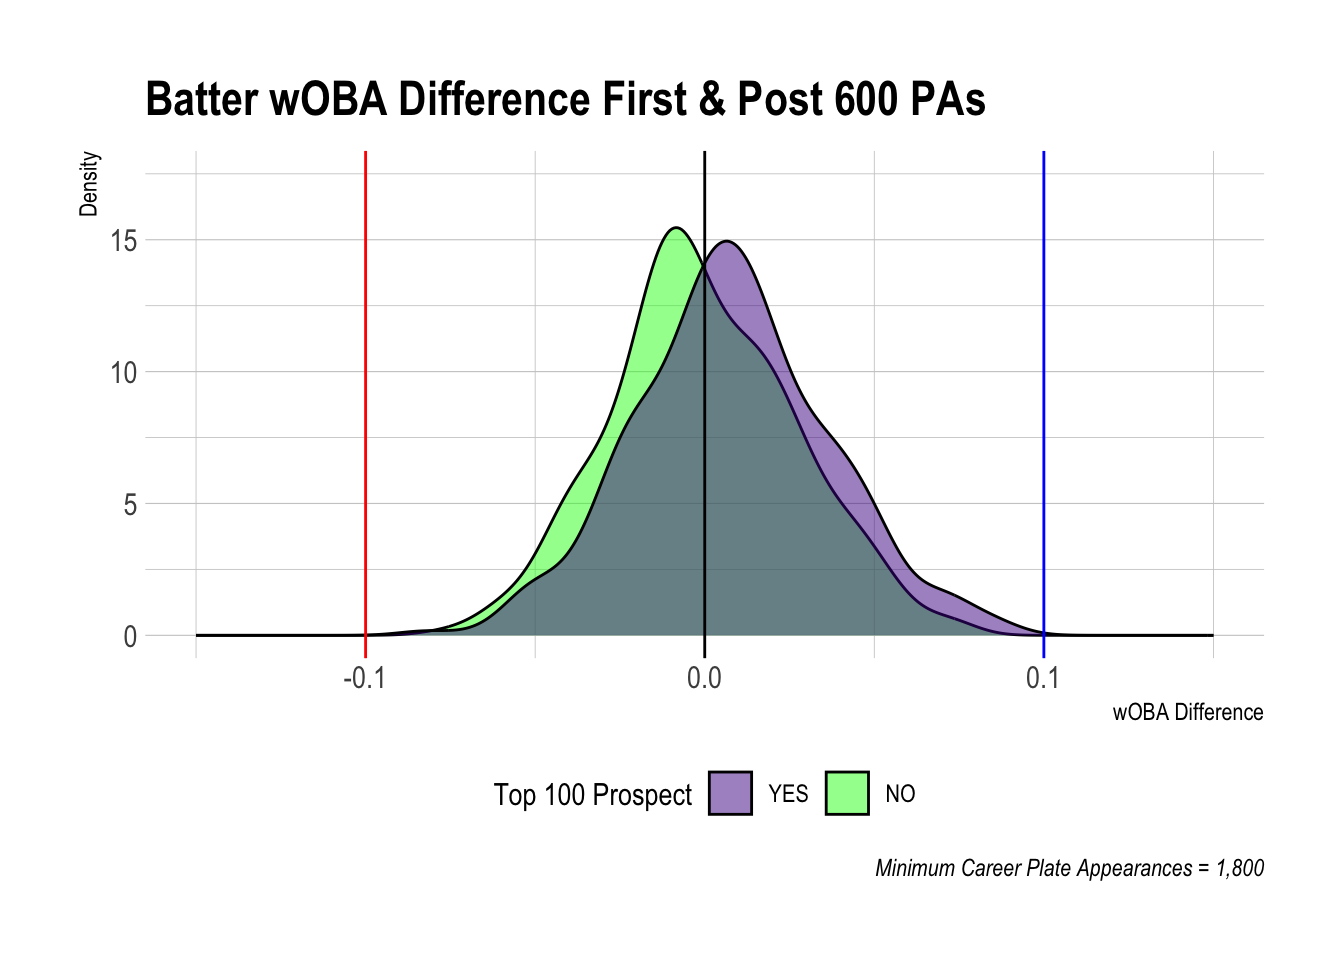 Batter wOBA Difference First & Post 600 PAs
Density
15
10
5
0
-0.1 0.0 0.1
wOBA Difference
Top 100 Prospect YES NO
Minimum Career Plate Appearances = 1,800